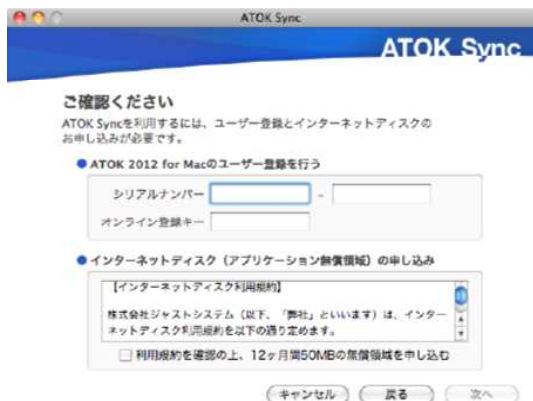 ATOK Sync
ATOK Sync
ご確認ください
ATOK Syncを利用するには、ユーザー登録とインターネットディスクの
お申し込みが必要です。
ATOK 2012 for Macのユーザー登録を行う
シリアルナンバー -
オンライン登録キー
インターネットディスク（アプリケーション無償領域）の申し込み
【インターネットディスク利用規約】
株式会社ジャストシステム（以下、「弊社」といいます）は、インター
ネットディスク利用規約を以下の通り定めます。
利用規約を確認の上、12ヶ月間50MBの無償領域を申し込む
キャンセル 戻る 次へ